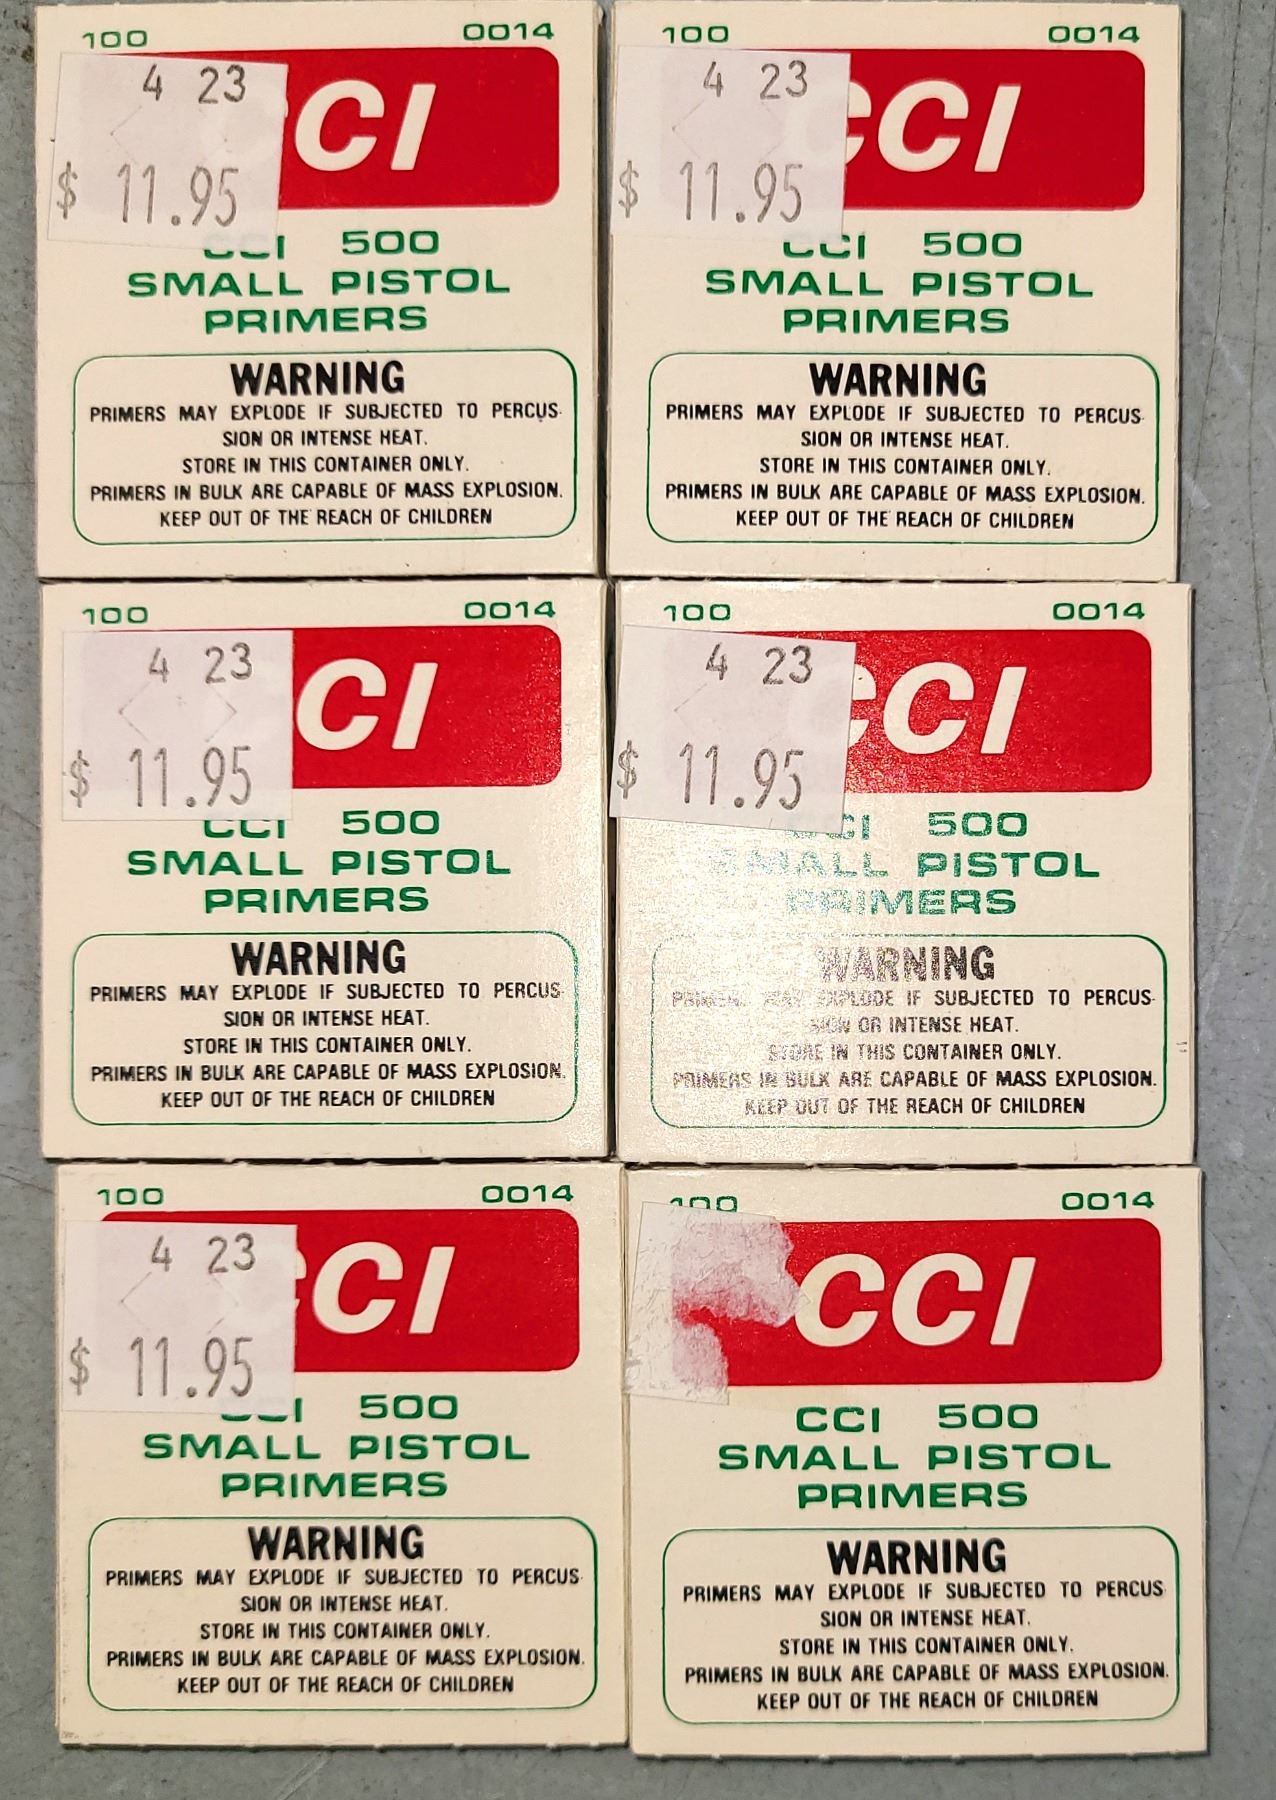 100 0014
4 23
CCI
$ 11.95
CCI 500
SMALL PISTOL
PRIMERS
WARNING
PRIMERS MAY EXPLODE IF SUBJECTED TO PERCUS-
SION OR INTENSE HEAT.
STORE IN THIS CONTAINER ONLY.
PRIMERS IN BULK ARE CAPABLE OF MASS EXPLOSION.
KEEP OUT OF THE REACH OF CHILDREN
100 0014
4 23
CCI
$ 11.95
CCI 500
SMALL PISTOL
PRIMERS
WARNING
PRIMERS MAY EXPLODE IF SUBJECTED TO PERCUS-
SION OR INTENSE HEAT.
STORE IN THIS CONTAINER ONLY.
PRIMERS IN BULK ARE CAPABLE OF MASS EXPLOSION.
KEEP OUT OF THE REACH OF CHILDREN
100 0014
4 23
CI
$ 11.95
CCI 500
SMALL PISTOL
PRIMERS
WARNING
PRIMERS MAY EXPLODE IF SUBJECTED TO PERCUS-
SION OR INTENSE HEAT.
STORE IN THIS CONTAINER ONLY.
PRIMERS IN BULK ARE CAPABLE OF MASS EXPLOSION.
KEEP OUT OF THE REACH OF CHILDREN
100 0014
4 23
CCI
$ 11.95
CCI 500
SMALL PISTOL
PRIMERS
WARNING
PRIMERS MAY EXPLODE IF SUBJECTED TO PERCUS-
SION OR INTENSE HEAT.
STORE IN THIS CONTAINER ONLY.
PRIMERS IN BULK ARE CAPABLE OF MASS EXPLOSION.
KEEP OUT OF THE REACH OF CHILDREN
100 0014
4 23
CCI
$ 11.95
CCI 500
SMALL PISTOL
PRIMERS
WARNING
PRIMERS MAY EXPLODE IF SUBJECTED TO PERCUS-
SION OR INTENSE HEAT.
STORE IN THIS CONTAINER ONLY.
PRIMERS IN BULK ARE CAPABLE OF MASS EXPLOSION.
KEEP OUT OF THE REACH OF CHILDREN
100 0014
CCI
CCI 500
SMALL PISTOL
PRIMERS
WARNING
PRIMERS MAY EXPLODE IF SUBJECTED TO PERCUS
SION OR INTENSE HEAT.
STORE IN THIS CONTAINER ONLY.
PRIMERS IN BULK ARE CAPABLE OF MASS EXPLOSION.
KEEP OUT OF THE REACH OF CHILDREN